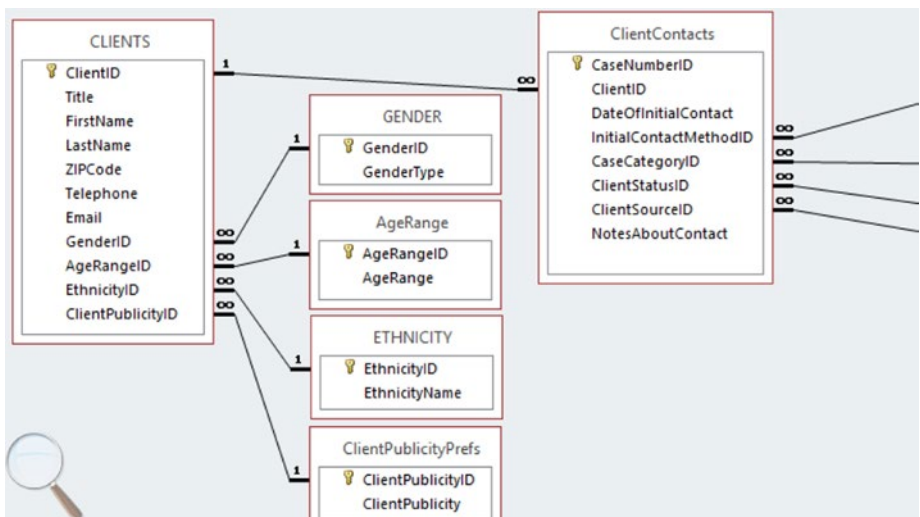 CLIENTS
ClientID
Title
FirstName
LastName
ZIPCode
Telephone
Email
GenderID
AgeRangeID
EthnicityID
ClientPublicityID
1
∞
∞
∞
∞
GENDER
1
GenderID
GenderType
AgeRange
1
AgeRangeID
AgeRange
ETHNICITY
1
EthnicityID
EthnicityName
ClientPublicityPrefs
1
ClientPublicityID
ClientPublicity
ClientContacts
∞
CaseNumberID
ClientID
DateOfInitialContact
InitialContactMethodID
CaseCategoryID
ClientStatusID
ClientSourceID
NotesAboutContact
∞
∞
∞
∞